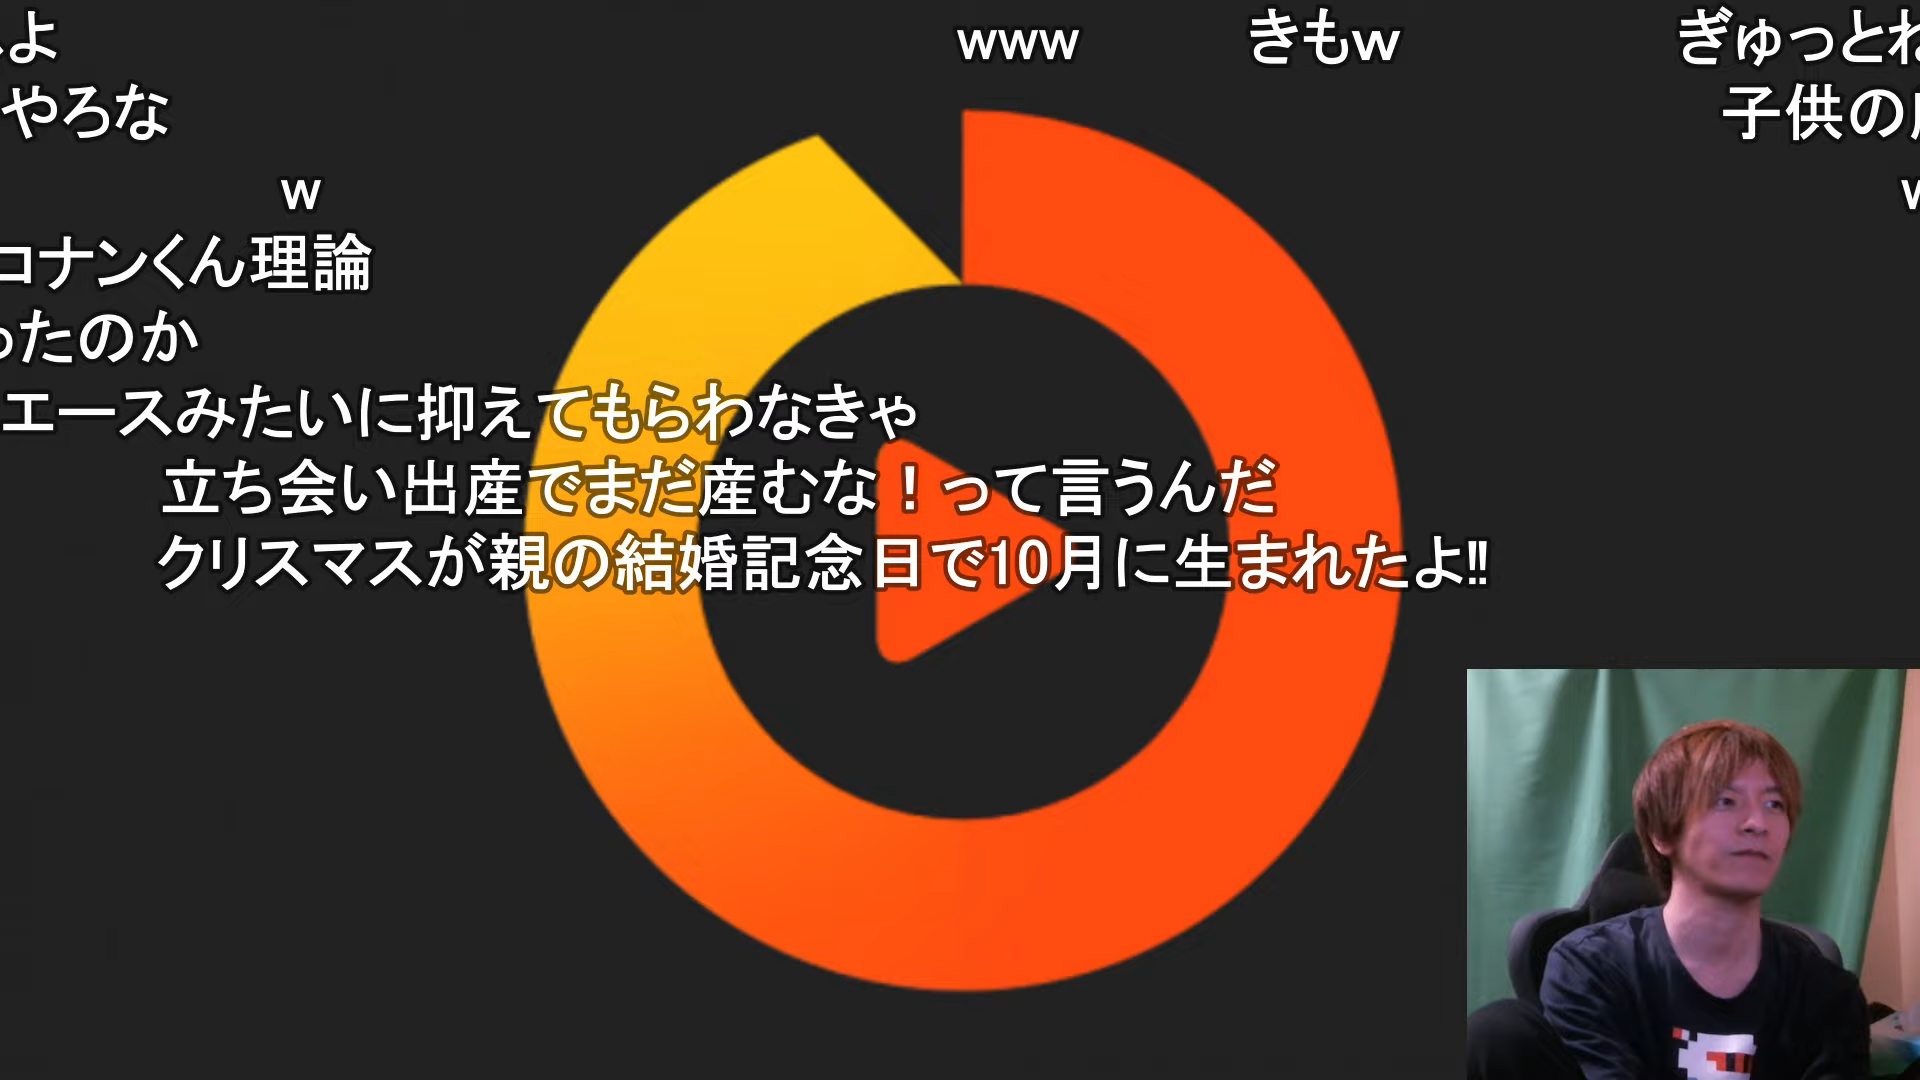 よ
www
きもw
ぎゅっと
やろな
子供の
w
コナンくん理論
ったのか
エースみたいに抑えてもらわなきゃ
立ち会い出産でまだ産むな！って言うんだ
クリスマスが親の結婚記念日で10月に生まれたよ!!